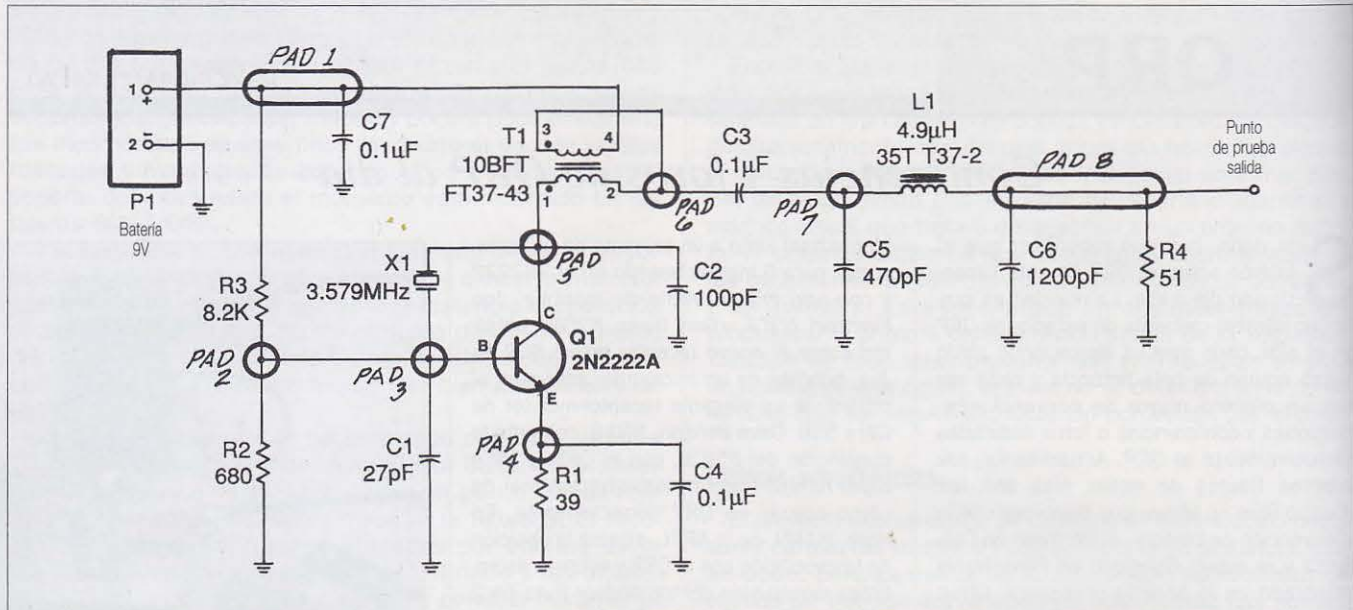 PAD 1
1
+
2
-
P1
Batería
9V
C7
0.1µF
T1
10BFT
FT37-43
3
4
2
C3
0.1µF
L1
4.9µH
35T T37-2
PAD 8
Punto
de prueba
salida
PAD
6
PAD
7
PAD
5
X1
3.579MHz
R3
8.2K
C2
100pF
C5
470pF
C6
1200pF
R4
51
PAD
2
PAD
3
B
C
E
Q1
2N2222A
R2
680
C1
27pF
PAD
4
R1
39
C4
0.1µF